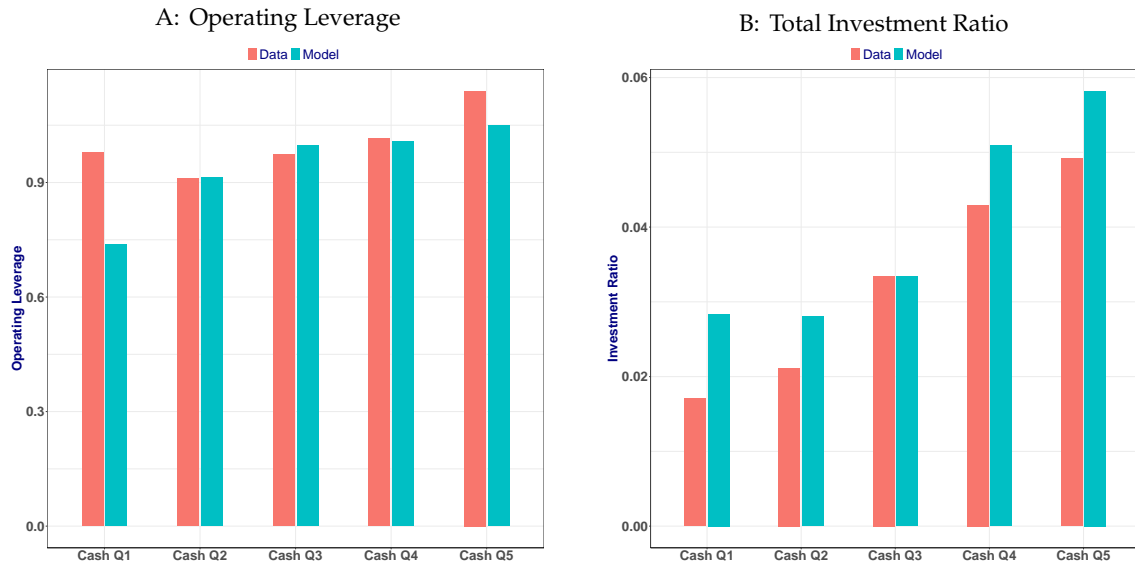 A: Operating Leverage
Data Model
Operating Leverage
0.9
0.6
0.3
0.0
Cash Q1 Cash Q2 Cash Q3 Cash Q4 Cash Q5
B: Total Investment Ratio
Data Model
Investment Ratio
0.06
0.04
0.02
0.00
Cash Q1 Cash Q2 Cash Q3 Cash Q4 Cash Q5